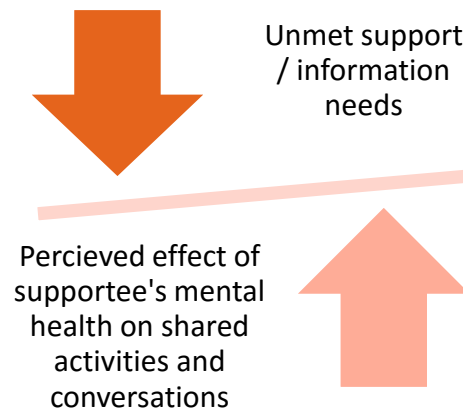 Unmet support
/ information
needs
Percieved effect of
supportee's mental
health on shared
activities and
conversations